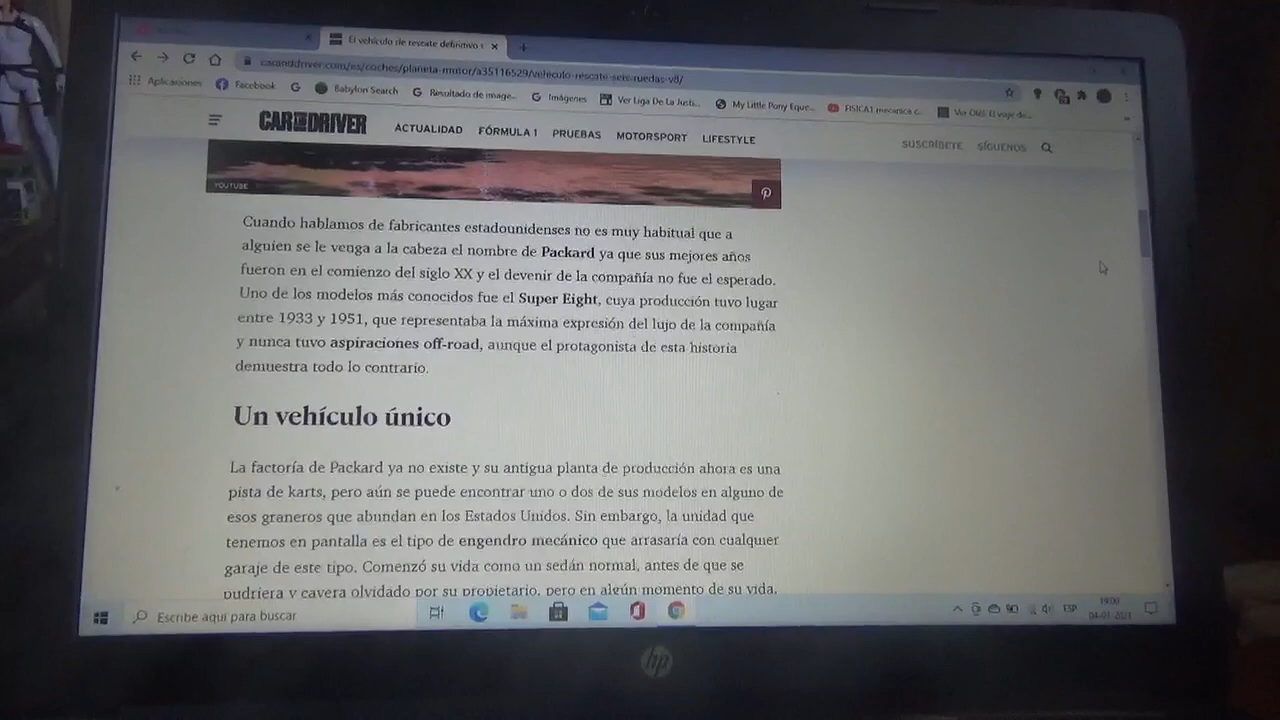 El vehículo de rescate definitivo
caranddriver.com/es/coches/planeta-motor/a35116529/vehiculo-rescate-seis-ruedas-v8/
Aplicaciones Facebook Babylon Search Resultado de image... Imágenes Ver Liga De La Justi... My Little Pony Eque... FISICA1 mecanica c... Ver Olé! El viaje de...
CAR AND DRIVER ACTUALIDAD FÓRMULA 1 PRUEBAS MOTORSPORT LIFESTYLE SUSCRÍBETE SÍGUENOS
YOUTUBE
Cuando hablamos de fabricantes estadounidenses no es muy habitual que a
alguien se le venga a la cabeza el nombre de Packard ya que sus mejores años
fueron en el comienzo del siglo XX y el devenir de la compañía no fue el esperado.
Uno de los modelos más conocidos fue el Super Eight, cuya producción tuvo lugar
entre 1933 y 1951, que representaba la máxima expresión del lujo de la compañía
y nunca tuvo aspiraciones off-road, aunque el protagonista de esta historia
demuestra todo lo contrario.
Un vehículo único
La factoría de Packard ya no existe y su antigua planta de producción ahora es una
pista de karts, pero aún se puede encontrar uno o dos de sus modelos en alguno de
esos graneros que abundan en los Estados Unidos. Sin embargo, la unidad que
tenemos en pantalla es el tipo de engendro mecánico que arrasaría con cualquier
garaje de este tipo. Comenzó su vida como un sedán normal, antes de que se
pudriera y cayera olvidado por su propietario, pero en algún momento de su vida,
Escribe aquí para buscar
ESP
19:00
04-01-2021
hp